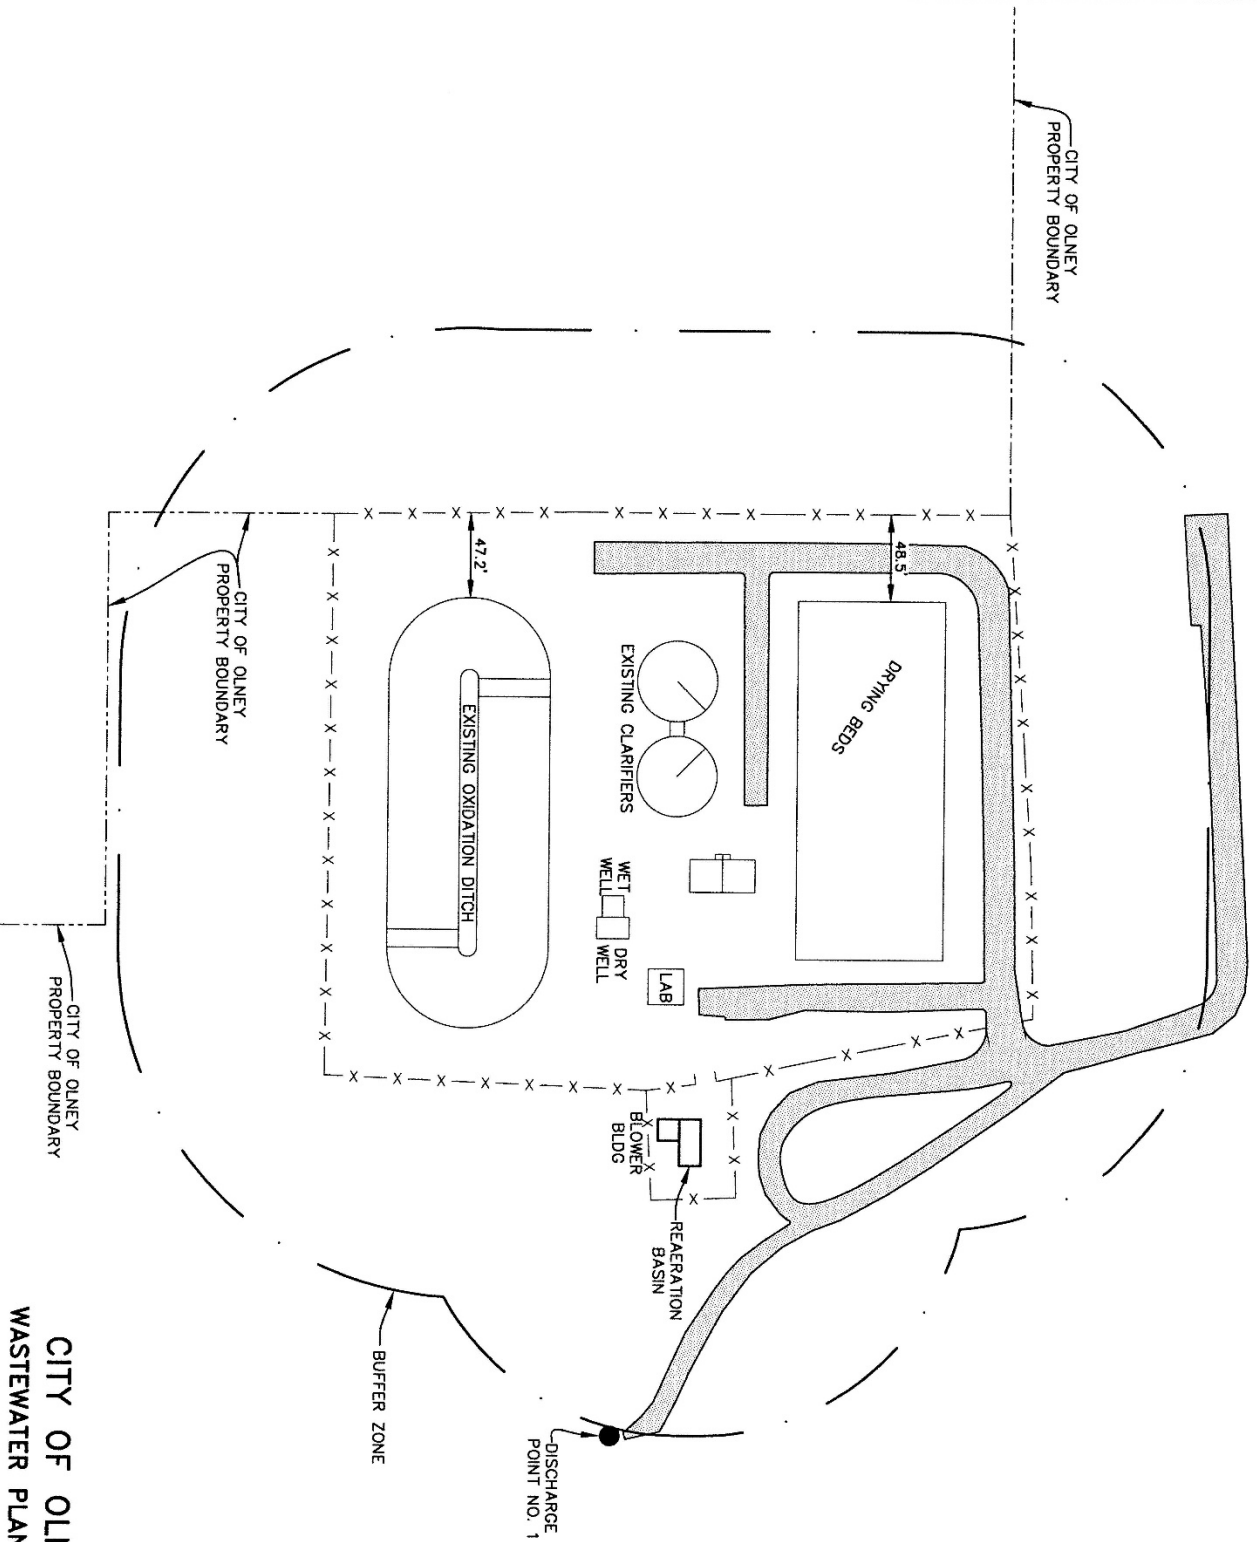 CITY OF OLNEY
PROPERTY BOUNDARY
48.5'
47.2'
DRYING BEDS
EXISTING CLARIFIERS
EXISTING OXIDATION DITCH
CITY OF OLNEY
PROPERTY BOUNDARY
WET
WELL
DRY
WELL
LAB
CITY OF OLNEY
PROPERTY BOUNDARY
BLOWER
BLDG
REAERATION
BASIN
BUFFER ZONE
DISCHARGE
POINT NO. 1
CITY OF OL
WASTEWATER PLAN